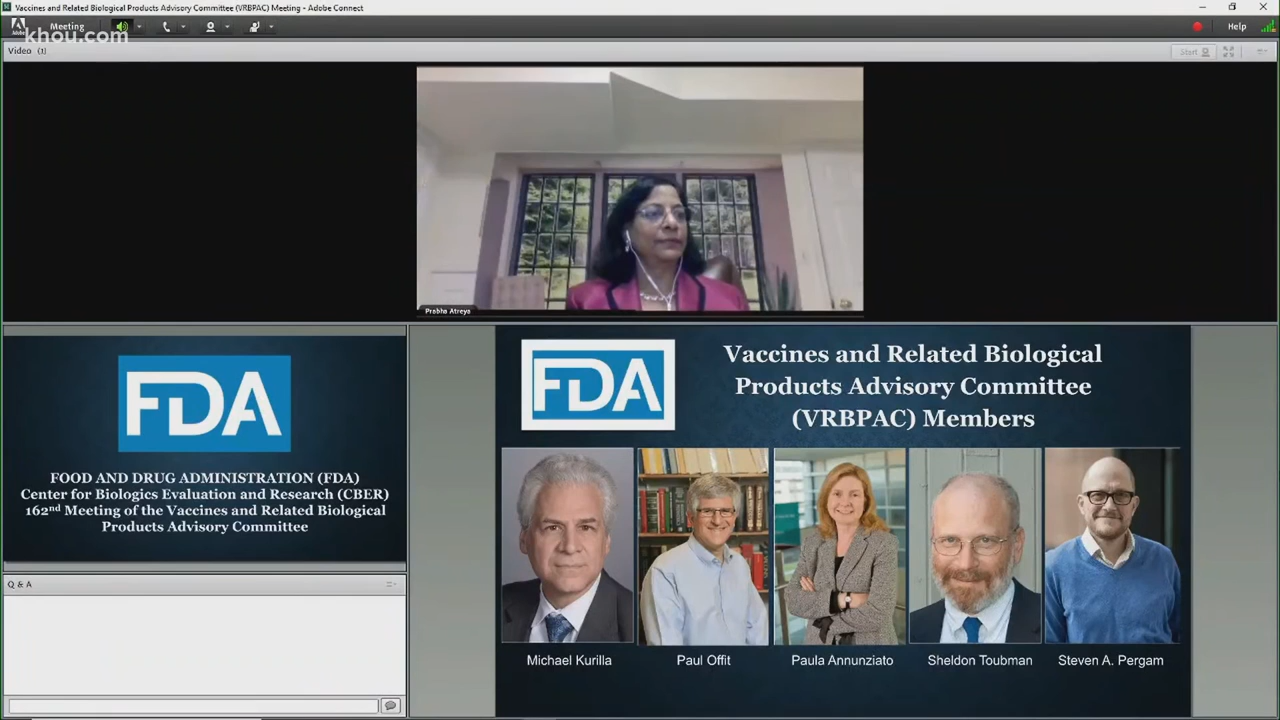 Vaccines and Related Biological Products Advisory Committee (VRBPAC) Meeting - Adobe Connect
Meeting
Help
khou.com
Video (1)
Start
Prabha Atreya
FDA
FOOD AND DRUG ADMINISTRATION (FDA)
Center for Biologics Evaluation and Research (CBER)
162nd Meeting of the Vaccines and Related Biological
Products Advisory Committee
Q & A
FDA
Vaccines and Related Biological
Products Advisory Committee
(VRBPAC) Members
Michael Kurilla
Paul Offit
Paula Annunziato
Sheldon Toubman
Steven A. Pergam